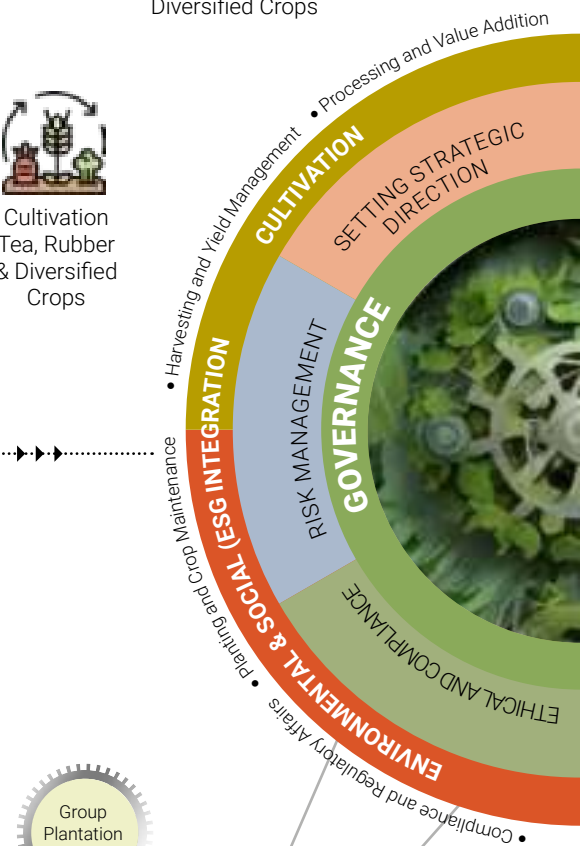 Diversified Crops
Cultivation
Tea, Rubber
& Diversified
Crops
• Processing and Value Addition
• Harvesting and Yield Management
• Planting and Crop Maintenance
• Compliance and Regulatory Affairs
CULTIVATION
ENVIRONMENTAL & SOCIAL (ESG INTEGRATION
SETTING STRATEGIC
DIRECTION
RISK MANAGEMENT
ETHICAL AND COMPLIANCE
GOVERNANCE
Group
Plantation